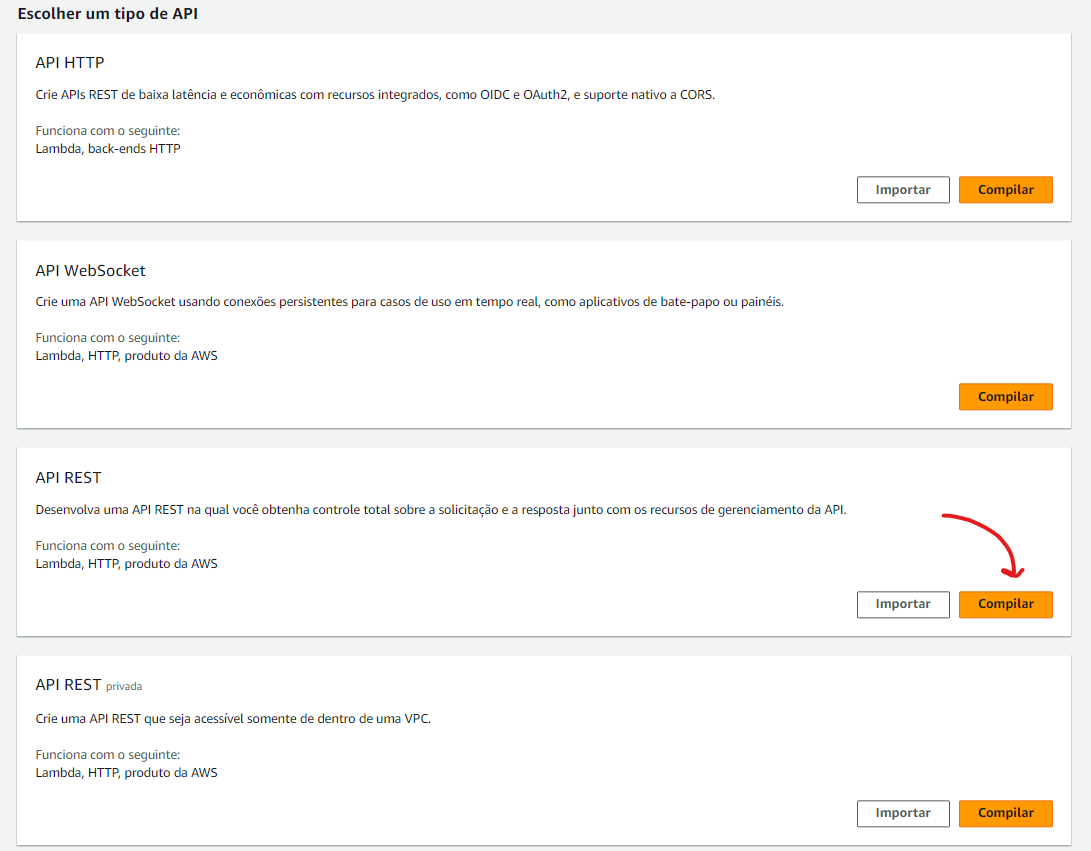 Escolher um tipo de API
API HTTP
Crie APIs REST de baixa latência e econômicas com recursos integrados, como OIDC e OAuth2, e suporte nativo a CORS.
Funciona com o seguinte:
Lambda, back-ends HTTP
Importar
Compilar
API WebSocket
Crie uma API WebSocket usando conexões persistentes para casos de uso em tempo real, como aplicativos de bate-papo ou painéis.
Funciona com o seguinte:
Lambda, HTTP, produto da AWS
Compilar
API REST
Desenvolva uma API REST na qual você obtenha controle total sobre a solicitação e a resposta junto com os recursos de gerenciamento da API.
Funciona com o seguinte:
Lambda, HTTP, produto da AWS
Importar
Compilar
API REST privada
Crie uma API REST que seja acessível somente de dentro de uma VPC.
Funciona com o seguinte:
Lambda, HTTP, produto da AWS
Importar
Compilar